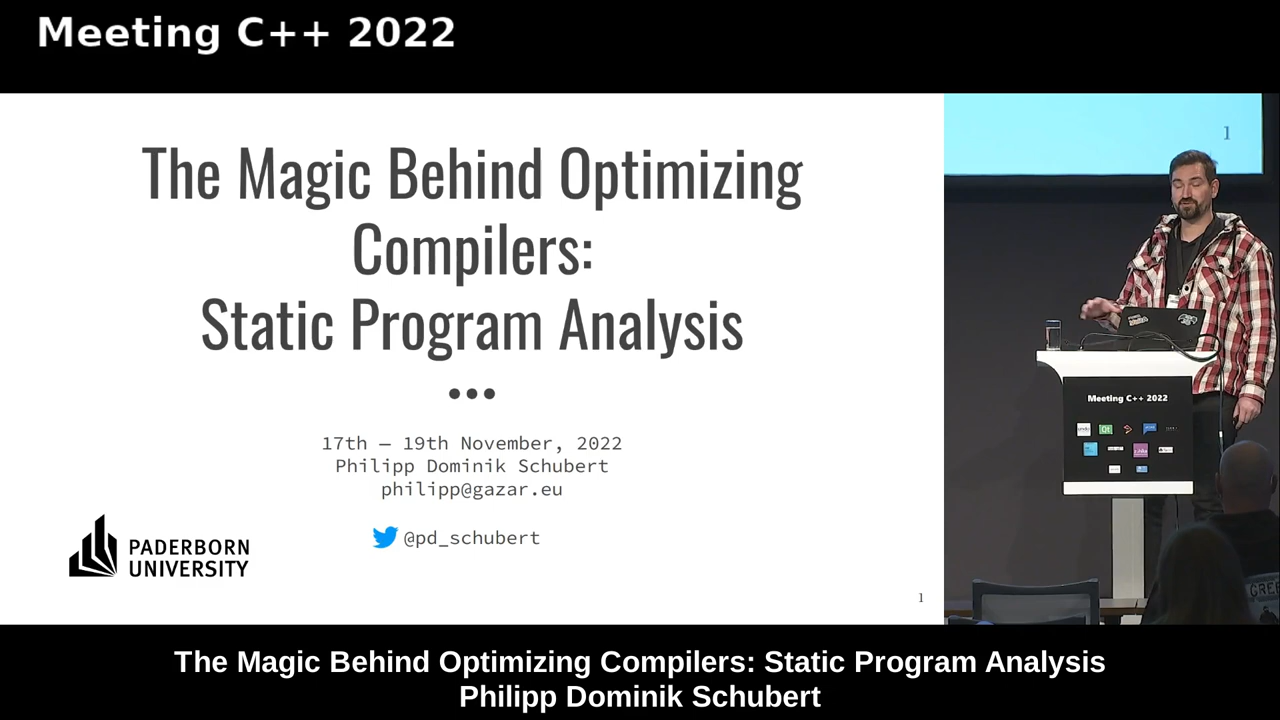 Meeting C++ 2022
The Magic Behind Optimizing
Compilers:
Static Program Analysis
17th — 19th November, 2022
Philipp Dominik Schubert
philipp@gazar.eu
@pd_schubert
PADERBORN
UNIVERSITY
1
1
Meeting C++ 2022
Qt
GREE
The Magic Behind Optimizing Compilers: Static Program Analysis
Philipp Dominik Schubert